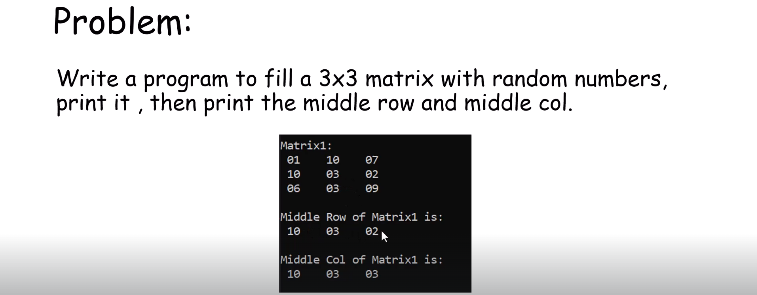 Problem:
Write a program to fill a 3x3 matrix with random numbers,
print it , then print the middle row and middle col.
Matrix1:
01 10 07
10 03 02
06 03 09
Middle Row of Matrix1 is:
10 03 02
Middle Col of Matrix1 is:
10 03 03